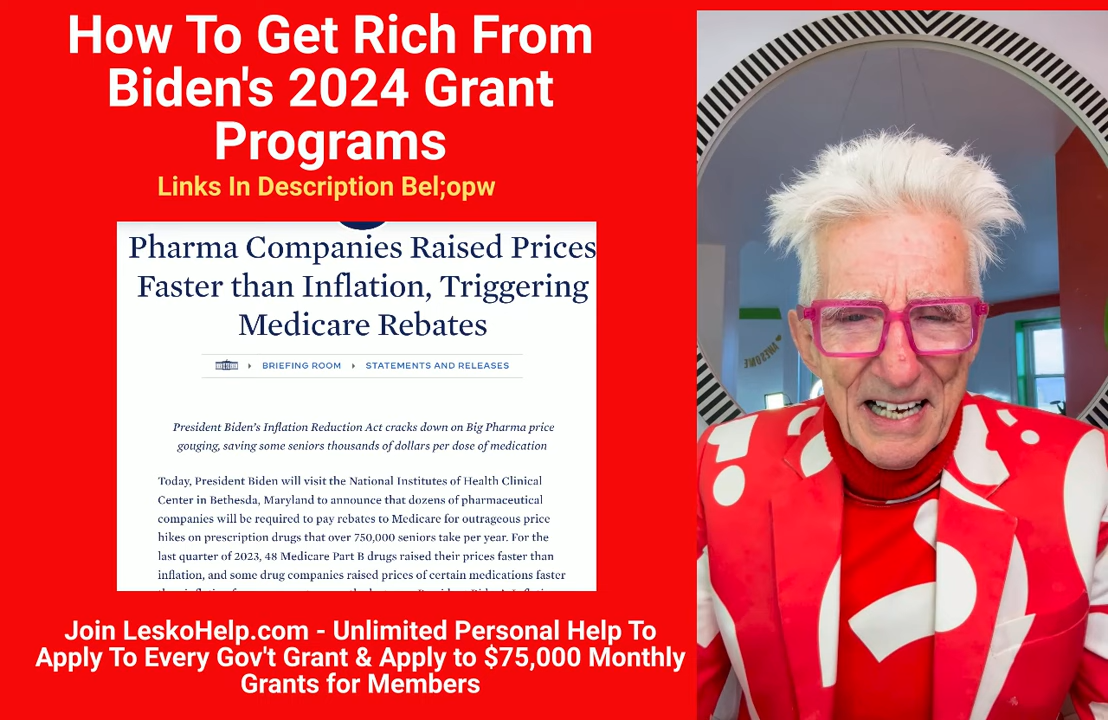 How To Get Rich From
Biden's 2024 Grant
Programs
Links In Description Bel;opw
Pharma Companies Raised Prices
Faster than Inflation, Triggering
Medicare Rebates
BRIEFING ROOM
STATEMENTS AND RELEASES
President Biden's Inflation Reduction Act cracks down on Big Pharma price
gouging, saving some seniors thousands of dollars per dose of medication
Today, President Biden will visit the National Institutes of Health Clinical
Center in Bethesda, Maryland to announce that dozens of pharmaceutical
companies will be required to pay rebates to Medicare for outrageous price
hikes on prescription drugs that over 750,000 seniors take per year. For the
last quarter of 2023, 48 Medicare Part B drugs raised their prices faster than
inflation, and some drug companies raised prices of certain medications faster
Join LeskoHelp.com - Unlimited Personal Help To
Apply To Every Gov't Grant & Apply to $75,000 Monthly
Grants for Members
AWESOME